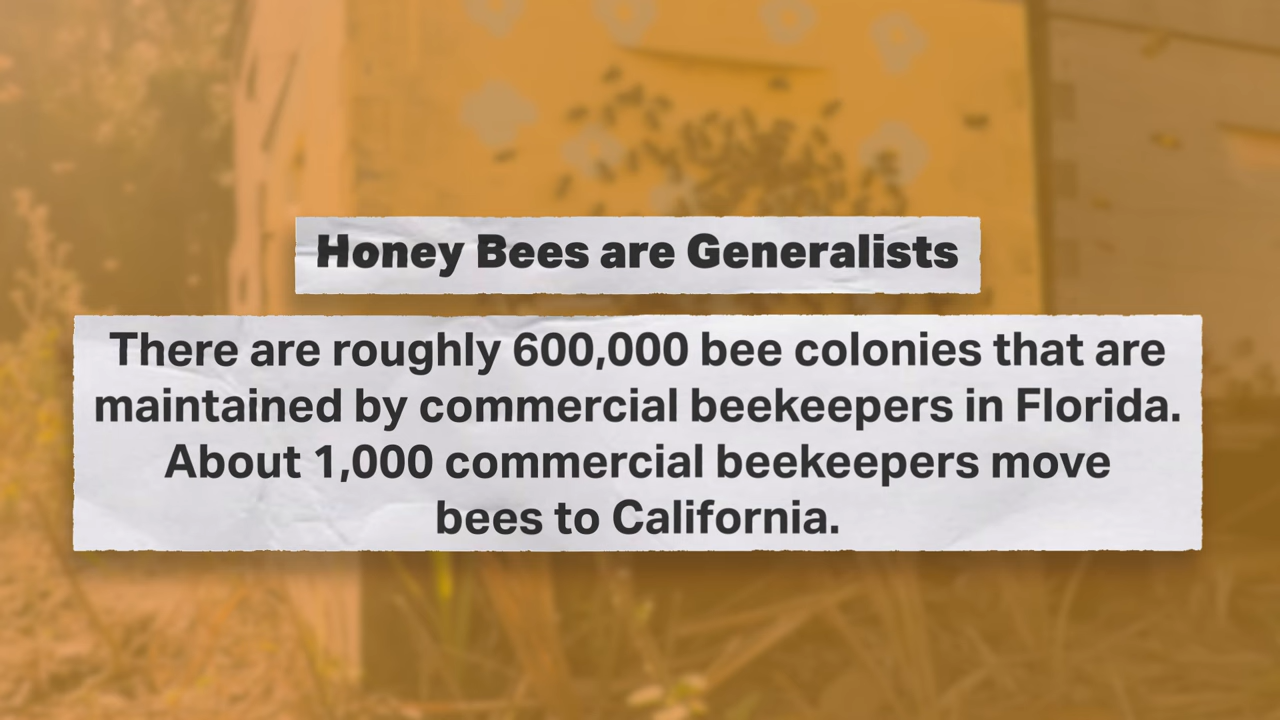 Honey Bees are Generalists
There are roughly 600,000 bee colonies that are
maintained by commercial beekeepers in Florida.
About 1,000 commercial beekeepers move
bees to California.